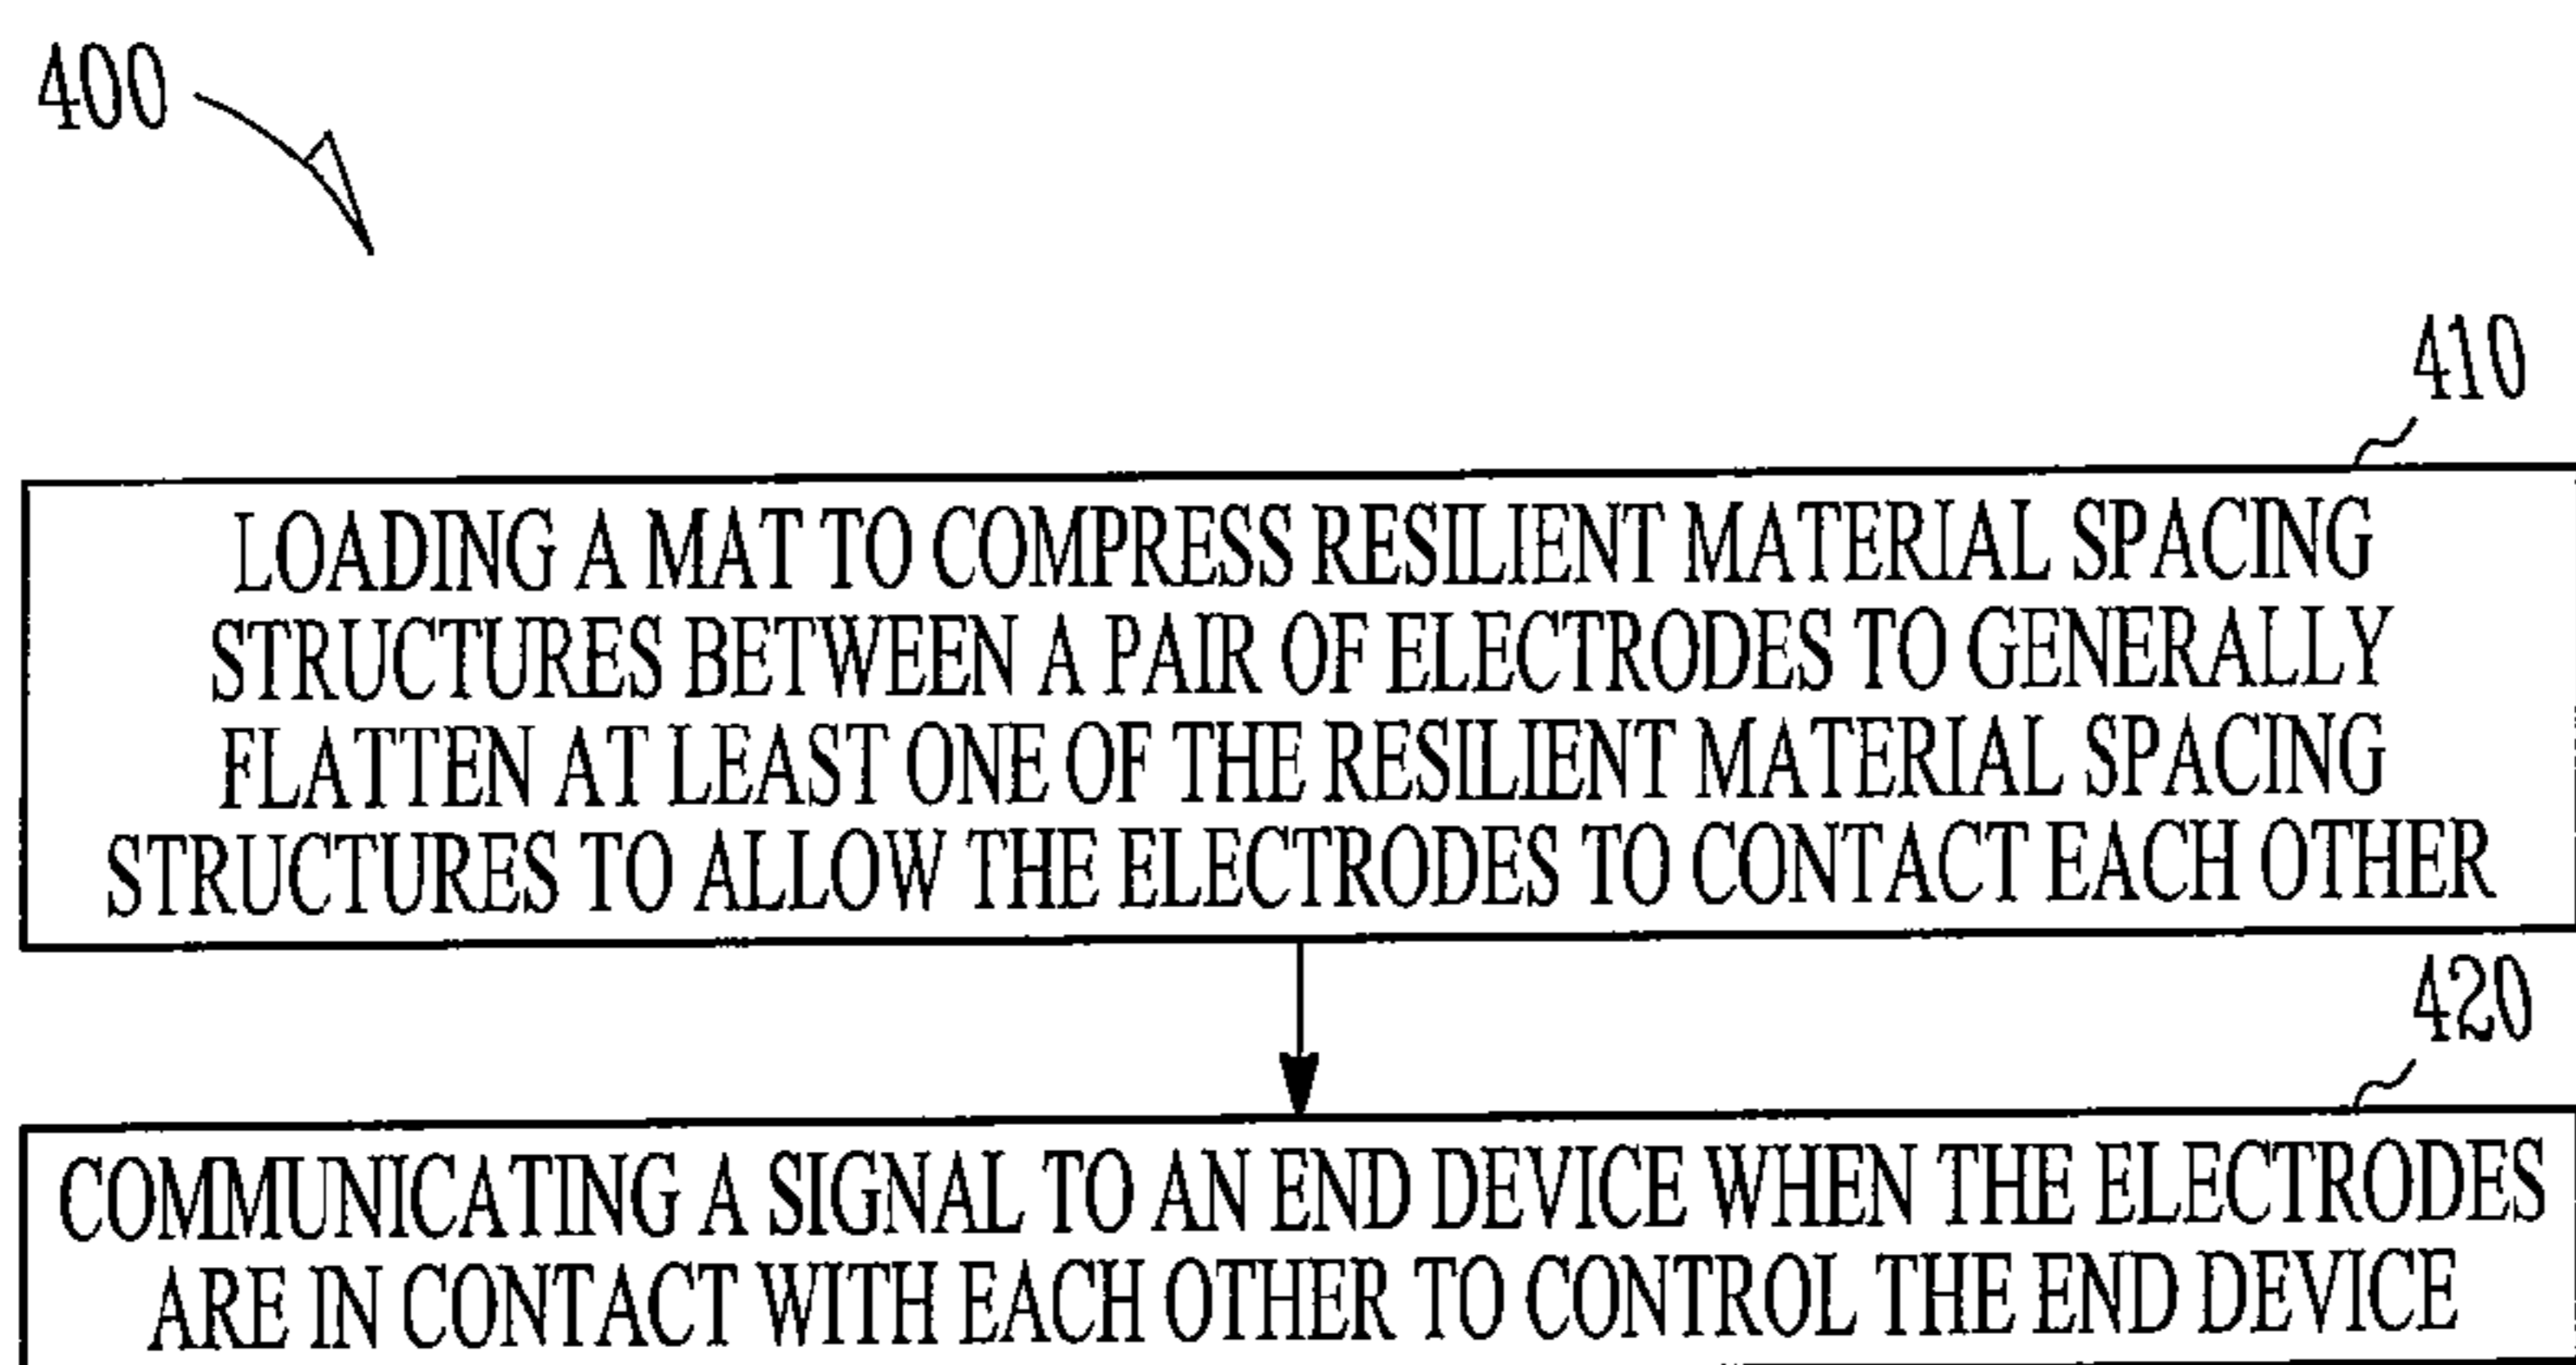 400
410
LOADING A MAT TO COMPRESS RESILIENT MATERIAL SPACING
STRUCTURES BETWEEN A PAIR OF ELECTRODES TO GENERALLY
FLATTEN AT LEAST ONE OF THE RESILIENT MATERIAL SPACING
STRUCTURES TO ALLOW THE ELECTRODES TO CONTACT EACH OTHER
420
COMMUNICATING A SIGNAL TO AN END DEVICE WHEN THE ELECTRODES
ARE IN CONTACT WITH EACH OTHER TO CONTROL THE END DEVICE